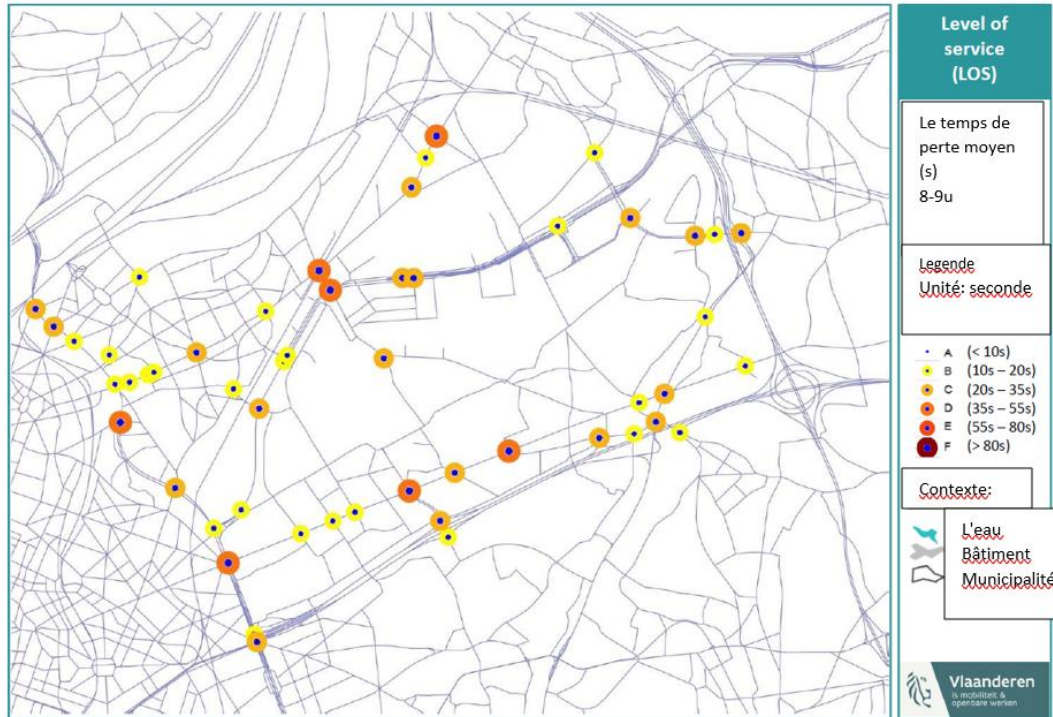 Level of
service
(LOS)
Le temps de
perte moyen
(s)
8-9u
Legende
Unité: seconde
A (< 10s)
B (10s – 20s)
C (20s – 35s)
D (35s – 55s)
E (55s – 80s)
F (> 80s)
Contexte:
L'eau
Bâtiment
Municipalité
Vlaanderen
is mobiliteit &
openbare werken